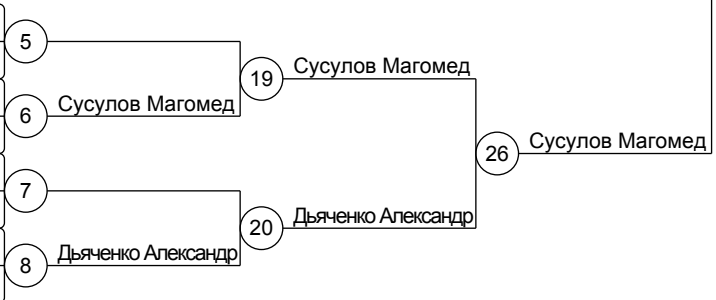 5
19 Сусулов Магомед
6 Сусулов Магомед
26 Сусулов Магомед
7
20 Дьяченко Александр
8 Дьяченко Александр